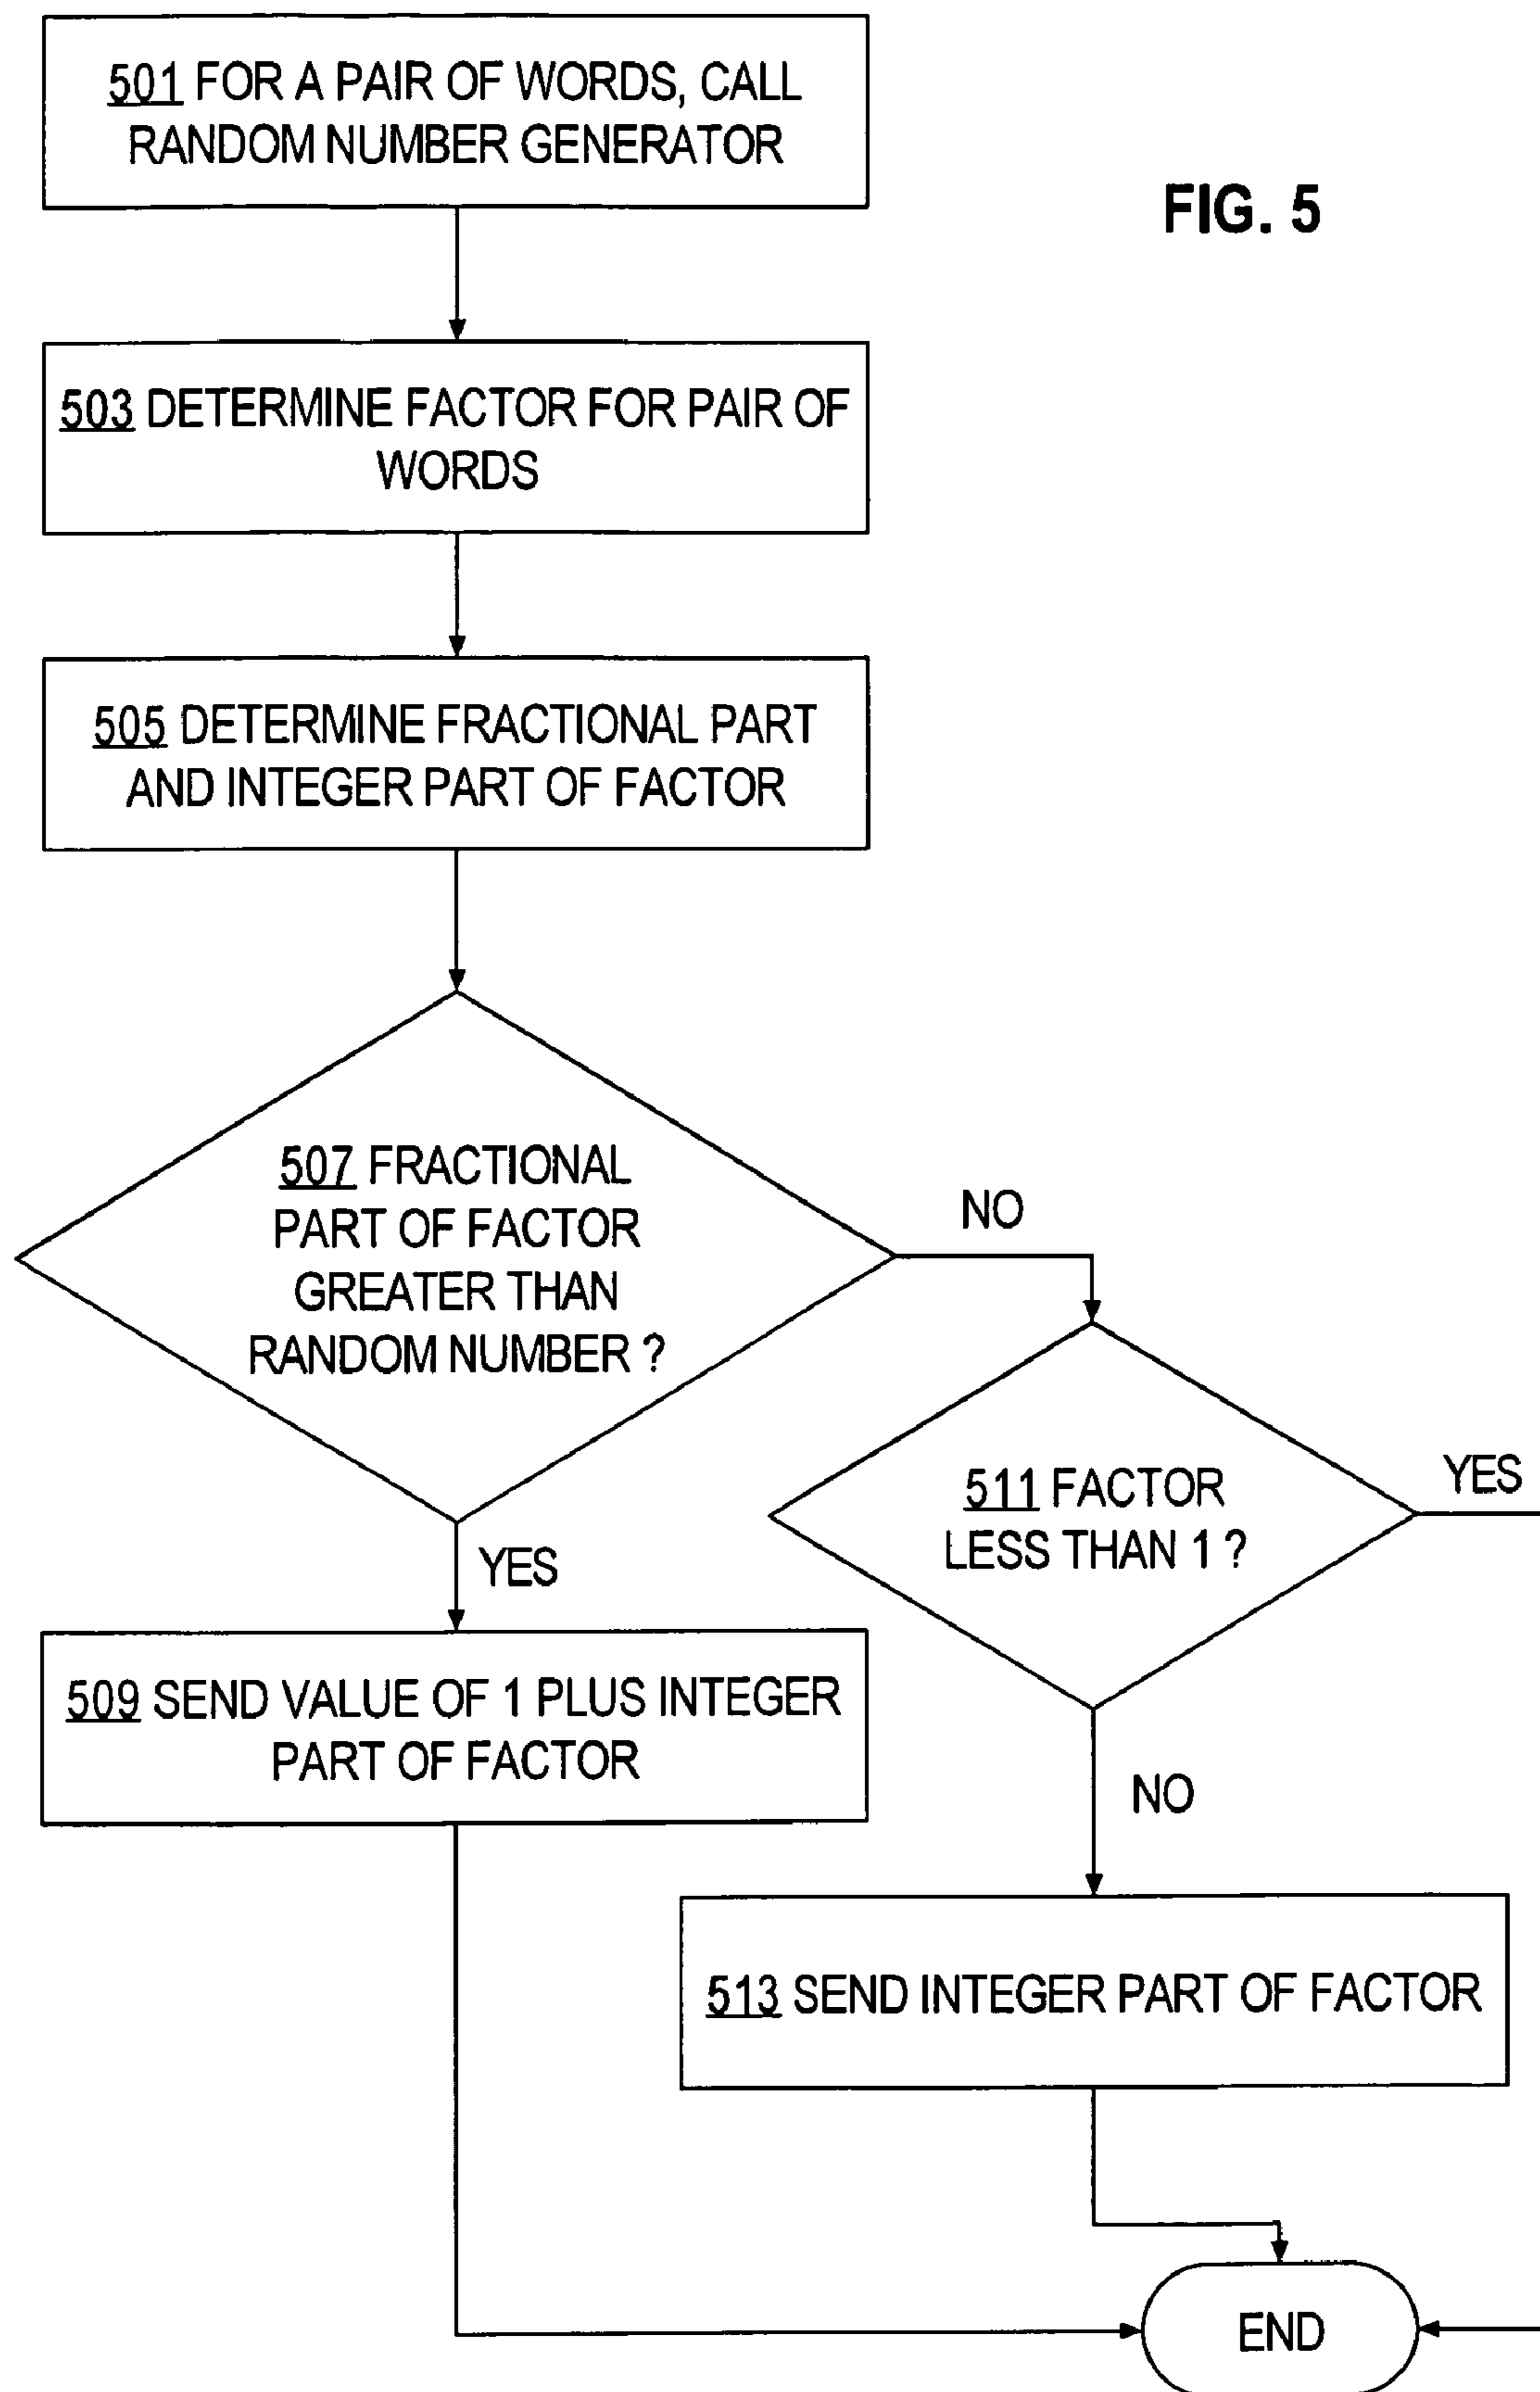 501 FOR A PAIR OF WORDS, CALL
RANDOM NUMBER GENERATOR
FIG. 5
503 DETERMINE FACTOR FOR PAIR OF
WORDS
505 DETERMINE FRACTIONAL PART
AND INTEGER PART OF FACTOR
507 FRACTIONAL
PART OF FACTOR
GREATER THAN
RANDOM NUMBER ?
NO
YES
511 FACTOR
LESS THAN 1 ?
YES
509 SEND VALUE OF 1 PLUS INTEGER
PART OF FACTOR
NO
513 SEND INTEGER PART OF FACTOR
END